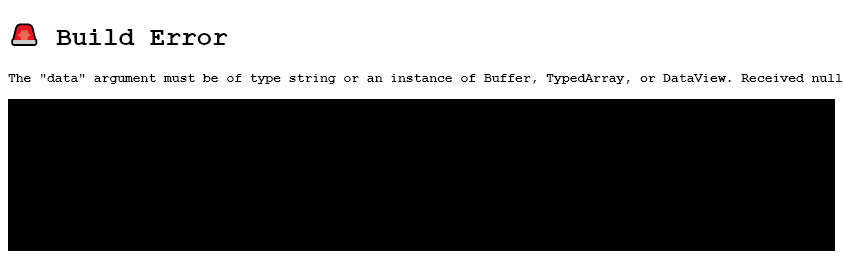 🚨 Build Error
The "data" argument must be of type string or an instance of Buffer, TypedArray, or DataView. Received null